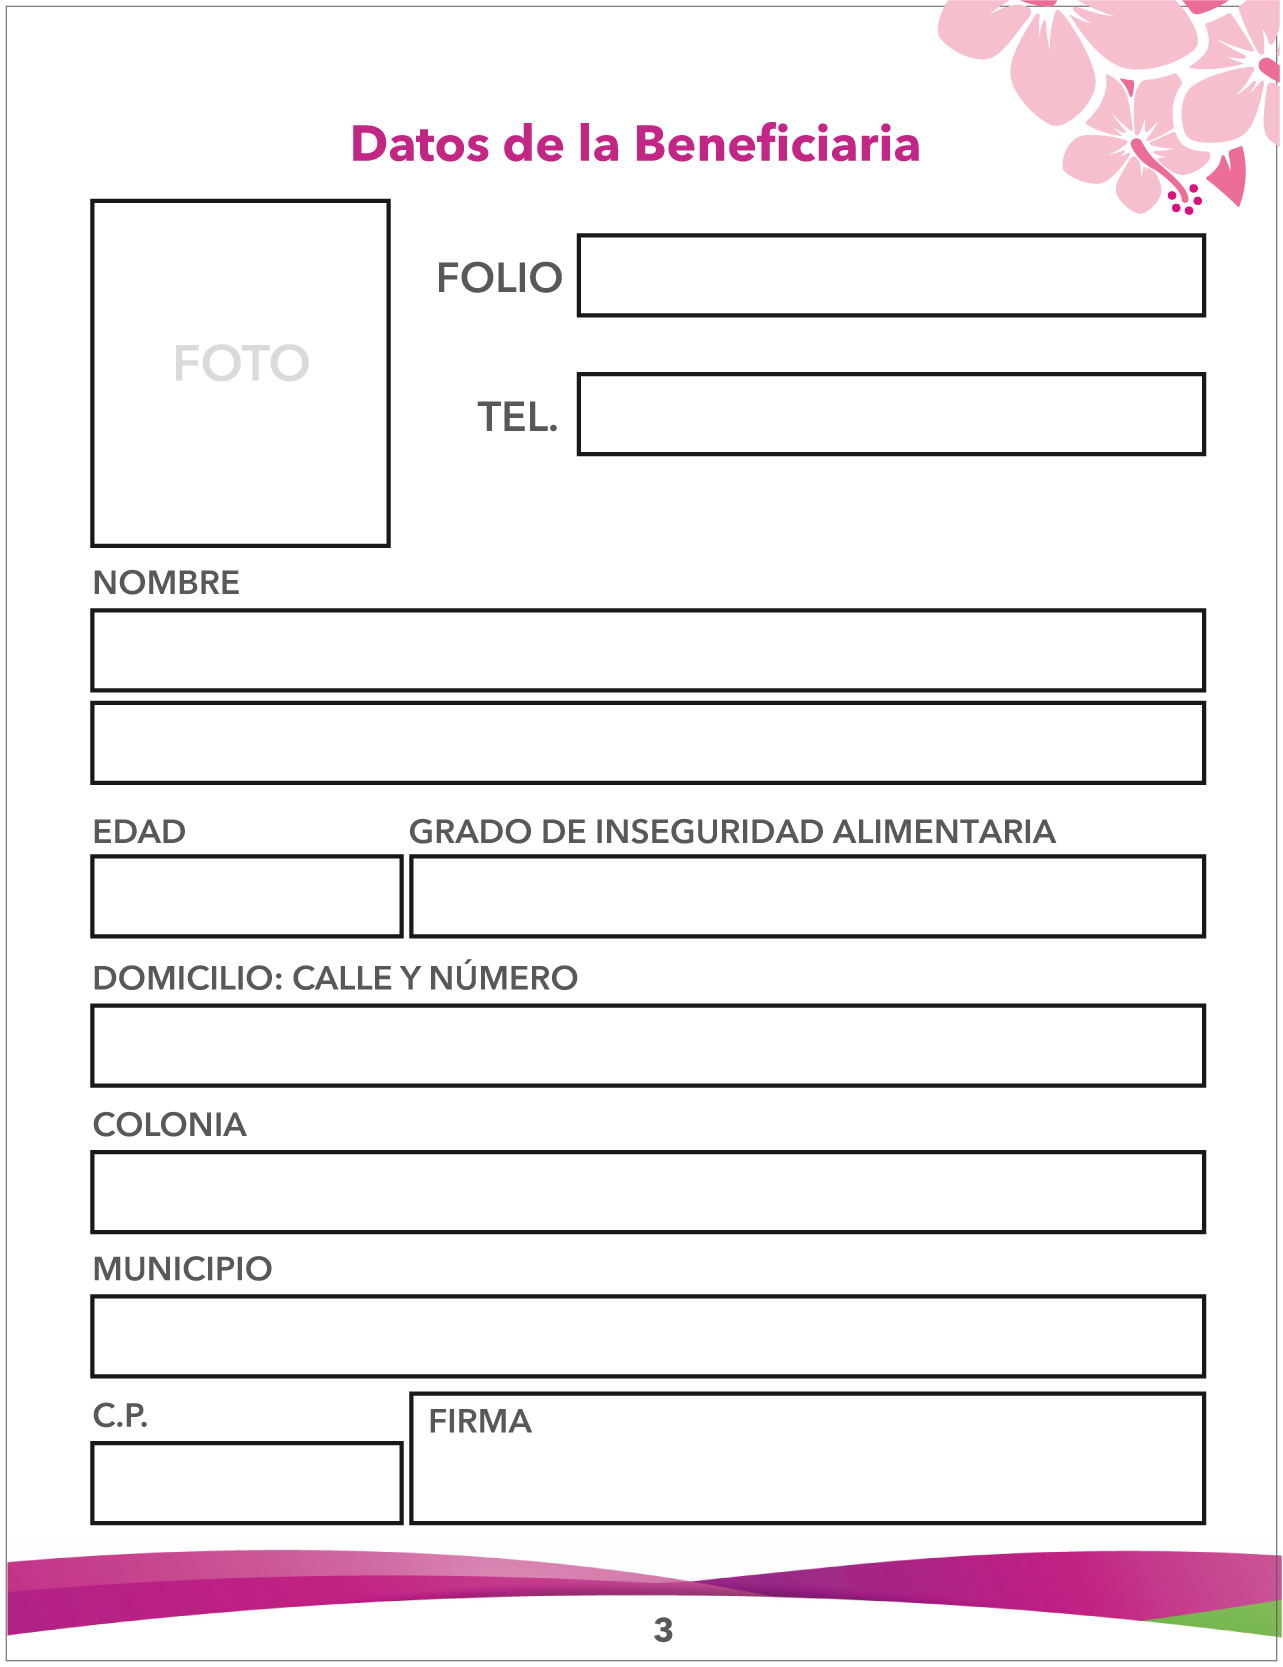 Datos de la Beneficiaria
FOTO
FOLIO
TEL.
NOMBRE
EDAD
GRADO DE INSEGURIDAD ALIMENTARIA
DOMICILIO: CALLE Y NÚMERO
COLONIA
MUNICIPIO
C.P.
FIRMA
3